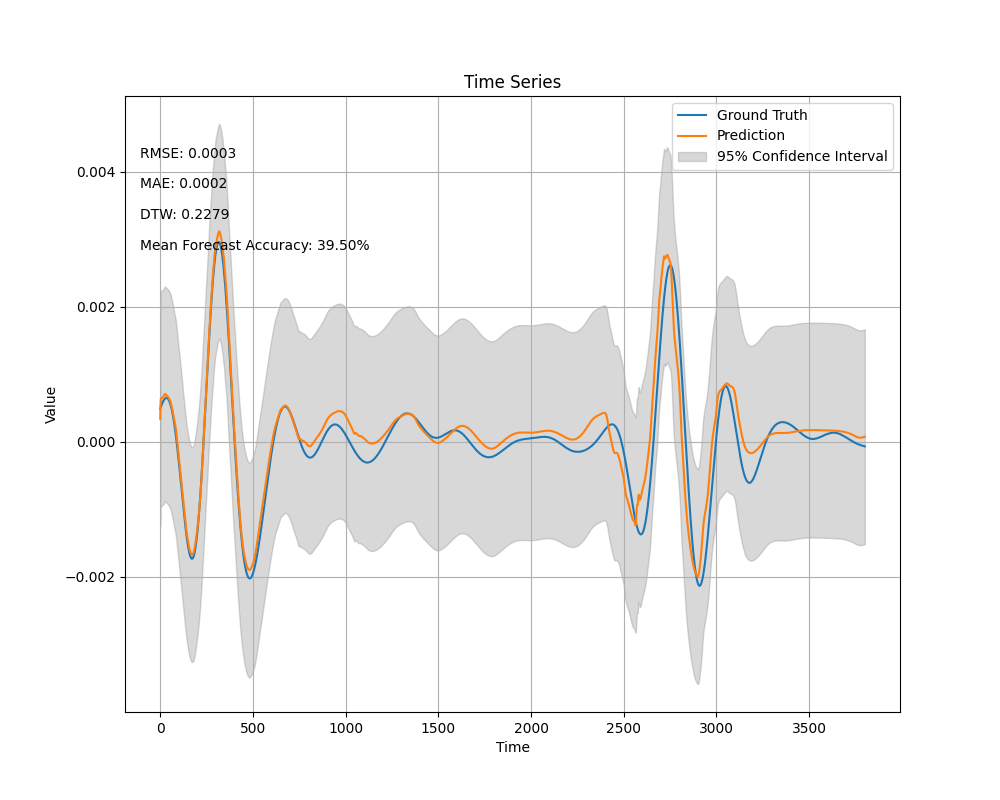 Time Series
Ground Truth
Prediction
95% Confidence Interval
RMSE: 0.0003
MAE: 0.0002
DTW: 0.2279
Mean Forecast Accuracy: 39.50%
0.004
0.002
0.000
−0.002
Value
0 500 1000 1500 2000 2500 3000 3500
Time